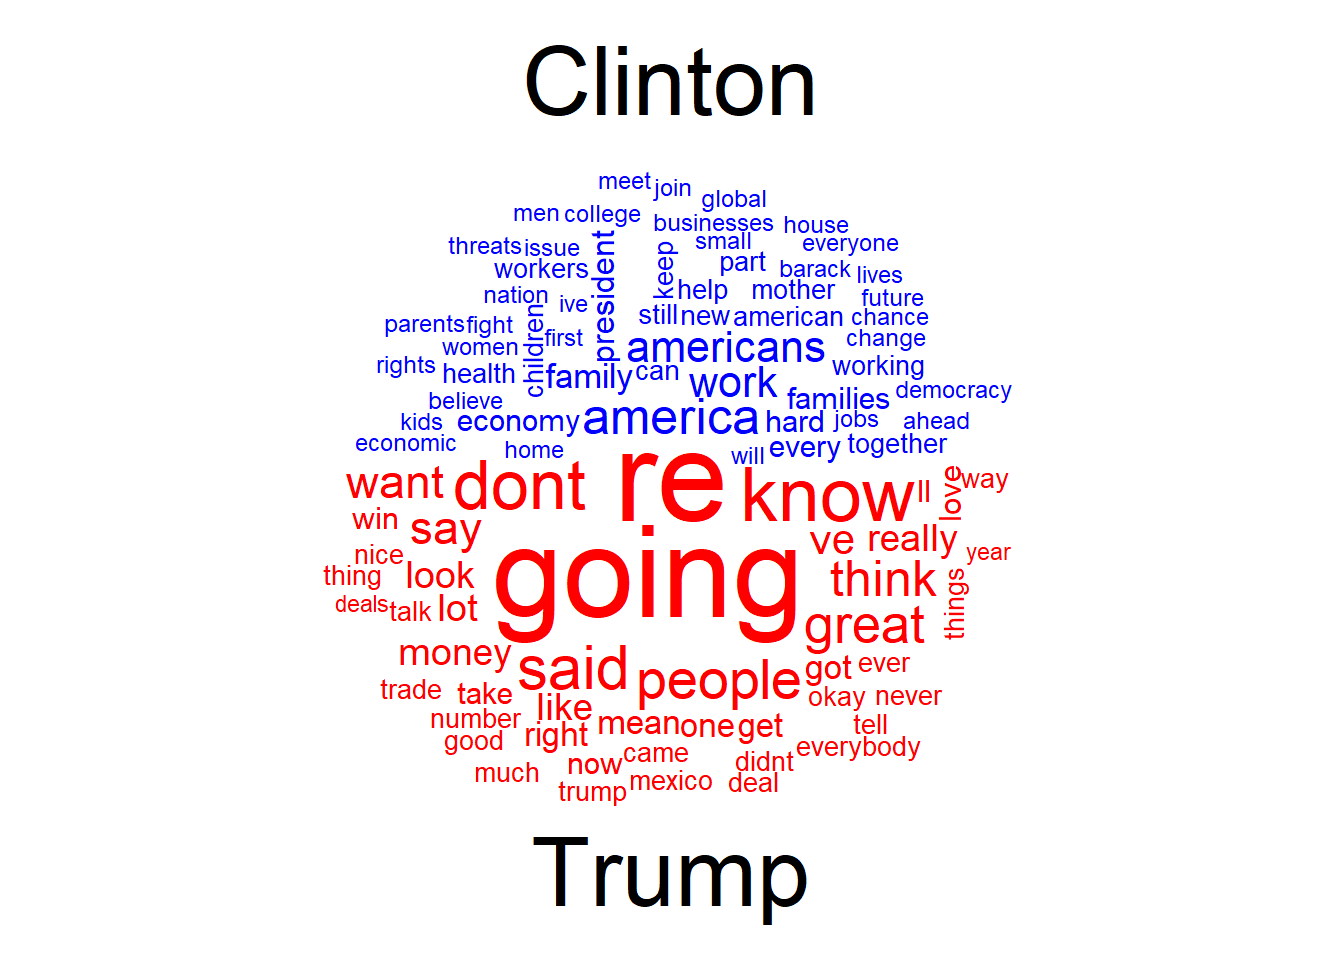 Clinton
meet
join
global
men
college
businesses
house
threats
issue
president
keep
small
everyone
workers
part
barack
lives
nation
ive
help
mother
future
parents
fight
children
first
still
new
american
chance
women
americans
change
rights
health
family
can
work
working
believe
families
democracy
kids
economy
america
hard
jobs
ahead
economic
home
will
every
together
want
dont
re
know
ll
love
way
win
say
going
ve
really
year
nice
thing
look
think
things
deals
talk
lot
great
money
said
people
got
ever
trade
take
like
okay
never
number
mean
one
get
tell
good
right
everybody
much
now
came
didnt
trump
mexico
deal
Trump